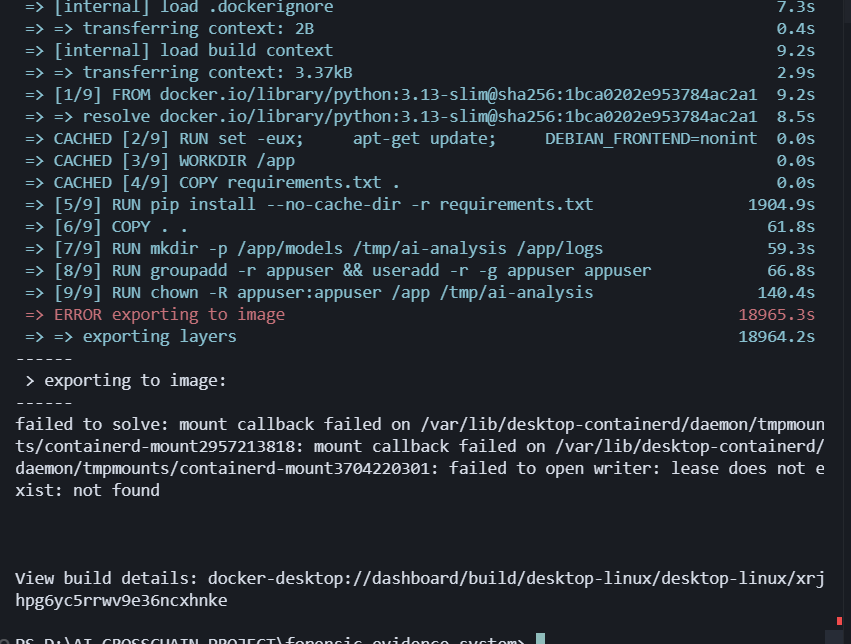 => [internal] load .dockerignore 7.3s
=> => transferring context: 2B 0.4s
=> [internal] load build context 9.2s
=> => transferring context: 3.37kB 2.9s
=> [1/9] FROM docker.io/library/python:3.13-slim@sha256:1bca0202e953784ac2a1 9.2s
=> => resolve docker.io/library/python:3.13-slim@sha256:1bca0202e953784ac2a1 8.5s
=> CACHED [2/9] RUN set -eux;     apt-get update;     DEBIAN_FRONTEND=nonint 0.0s
=> CACHED [3/9] WORKDIR /app 0.0s
=> CACHED [4/9] COPY requirements.txt . 0.0s
=> [5/9] RUN pip install --no-cache-dir -r requirements.txt 1904.9s
=> [6/9] COPY . . 61.8s
=> [7/9] RUN mkdir -p /app/models /tmp/ai-analysis /app/logs 59.3s
=> [8/9] RUN groupadd -r appuser && useradd -r -g appuser appuser 66.8s
=> [9/9] RUN chown -R appuser:appuser /app /tmp/ai-analysis 140.4s
=> ERROR exporting to image 18965.3s
=> => exporting layers 18964.2s
------
> exporting to image:
------
failed to solve: mount callback failed on /var/lib/desktop-containerd/daemon/tmpmoun
ts/containerd-mount2957213818: mount callback failed on /var/lib/desktop-containerd/
daemon/tmpmounts/containerd-mount3704220301: failed to open writer: lease does not e
xist: not found
View build details: docker-desktop://dashboard/build/desktop-linux/desktop-linux/xrj
hpg6yc5rrwv9e36ncxhnke
PS D:\AI CROSSCHAIN PROJECT\forensic evidence system>